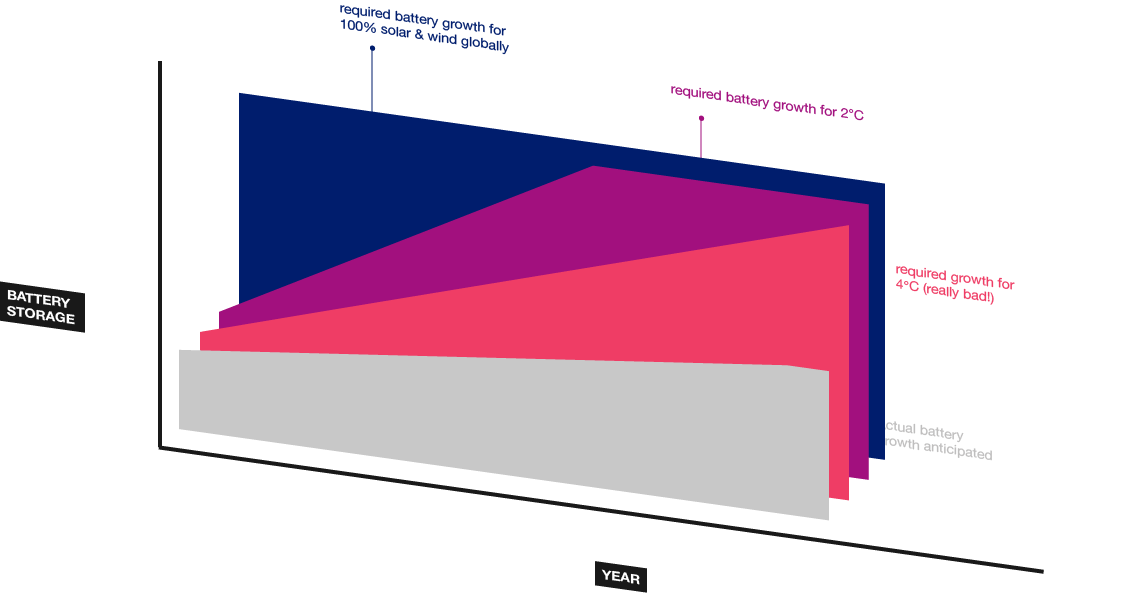 required battery growth for
100% solar & wind globally
required battery growth for 2°C
required growth for
4°C (really bad!)
BATTERY
STORAGE
ctual battery
rowth anticipated
YEAR